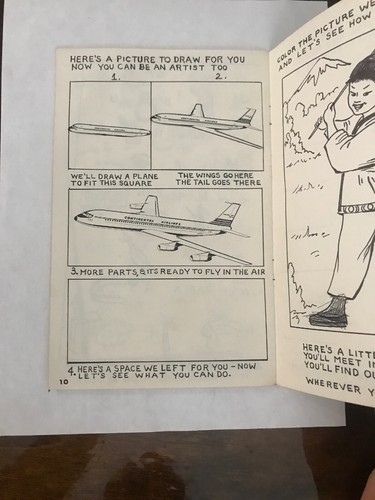 HERE'S A PICTURE TO DRAW FOR YOU
NOW YOU CAN BE AN ARTIST TOO
1. 2.
WE'LL DRAW A PLANE
TO FIT THIS SQUARE
THE WINGS GO HERE
THE TAIL GOES THERE
CONTINENTAL AIRLINES
3. MORE PARTS, & ITS READY TO FLY IN THE AIR
4. HERE'S A SPACE WE LEFT FOR YOU - NOW
LET'S SEE WHAT YOU CAN DO.
10
COLOR THE PICTURE WE
AND LET'S SEE HOW
HERE'S A LITT
YOU'LL MEET IN
YOU'LL FIND OU
WHEREVER Y